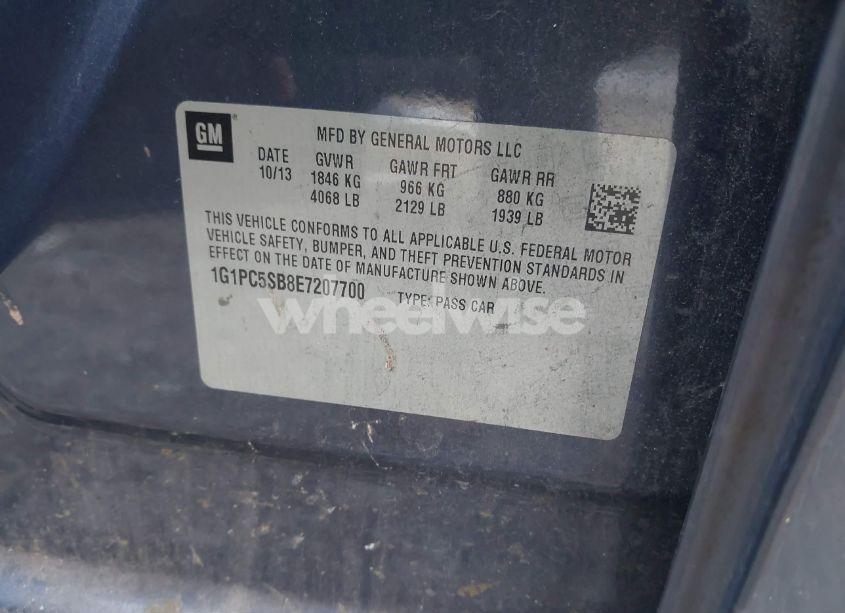 GM
MFD BY GENERAL MOTORS LLC
DATE GVWR GAWR FRT GAWR RR
10/13 1846 KG 966 KG 880 KG
4068 LB 2129 LB 1939 LB
THIS VEHICLE CONFORMS TO ALL APPLICABLE U.S. FEDERAL MOTOR
VEHICLE SAFETY, BUMPER, AND THEFT PREVENTION STANDARDS IN
EFFECT ON THE DATE OF MANUFACTURE SHOWN ABOVE.
1G1PC5SB8E7207700 TYPE: PASS CAR
wheelwise